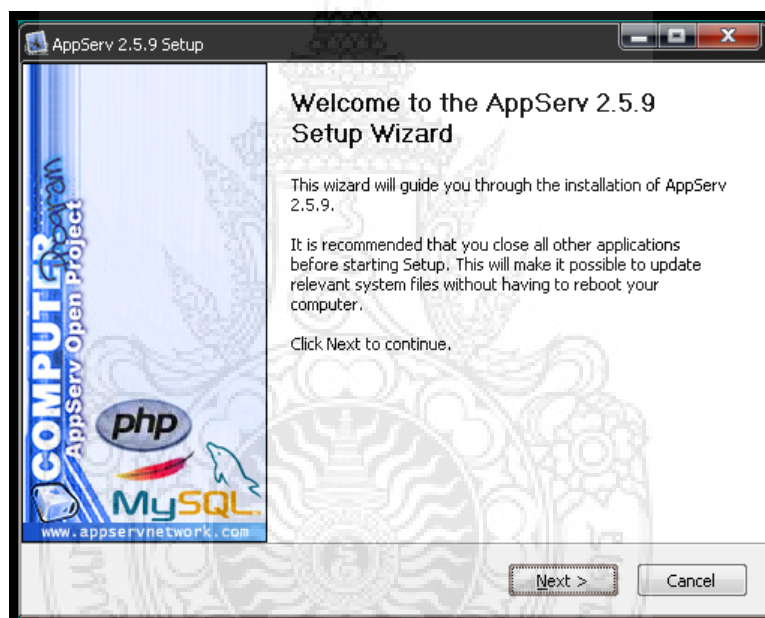 AppServ 2.5.9 Setup
Welcome to the AppServ 2.5.9
Setup Wizard
This wizard will guide you through the installation of AppServ
2.5.9.
It is recommended that you close all other applications
before starting Setup. This will make it possible to update
relevant system files without having to reboot your
computer.
Click Next to continue.
COMPUTER
Program
AppServ Open Project
php
MySQL
www.appservnetwork.com
Next >
Cancel